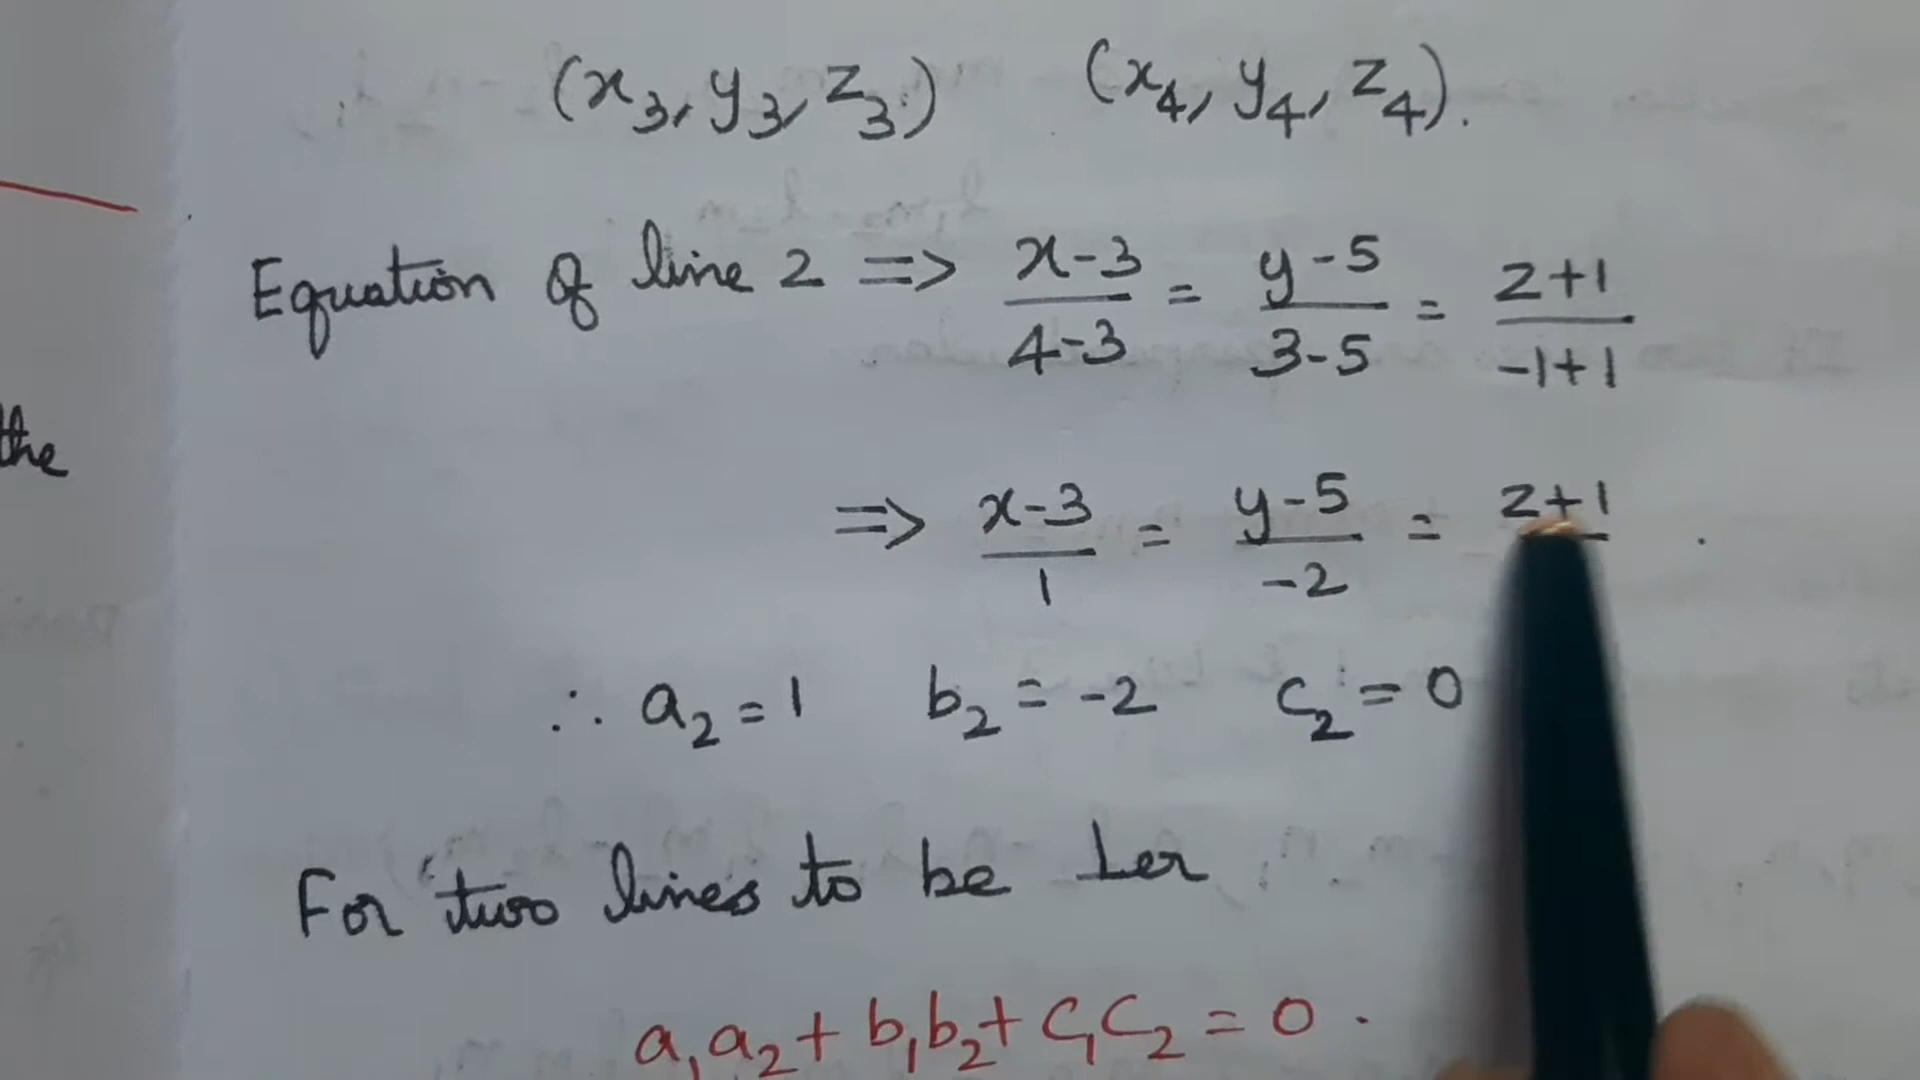 (x₃, y₃, z₃) (x₄, y₄, z₄).
Equation of line 2 => x-3/4-3 = y-5/3-5 = z+1/-1+1
the
=> x-3/1 = y-5/-2 = z+1
∴ a₂ = 1 b₂ = -2 c₂ = 0
For two lines to be ⊥er
a₁a₂ + b₁b₂ + c₁c₂ = 0.